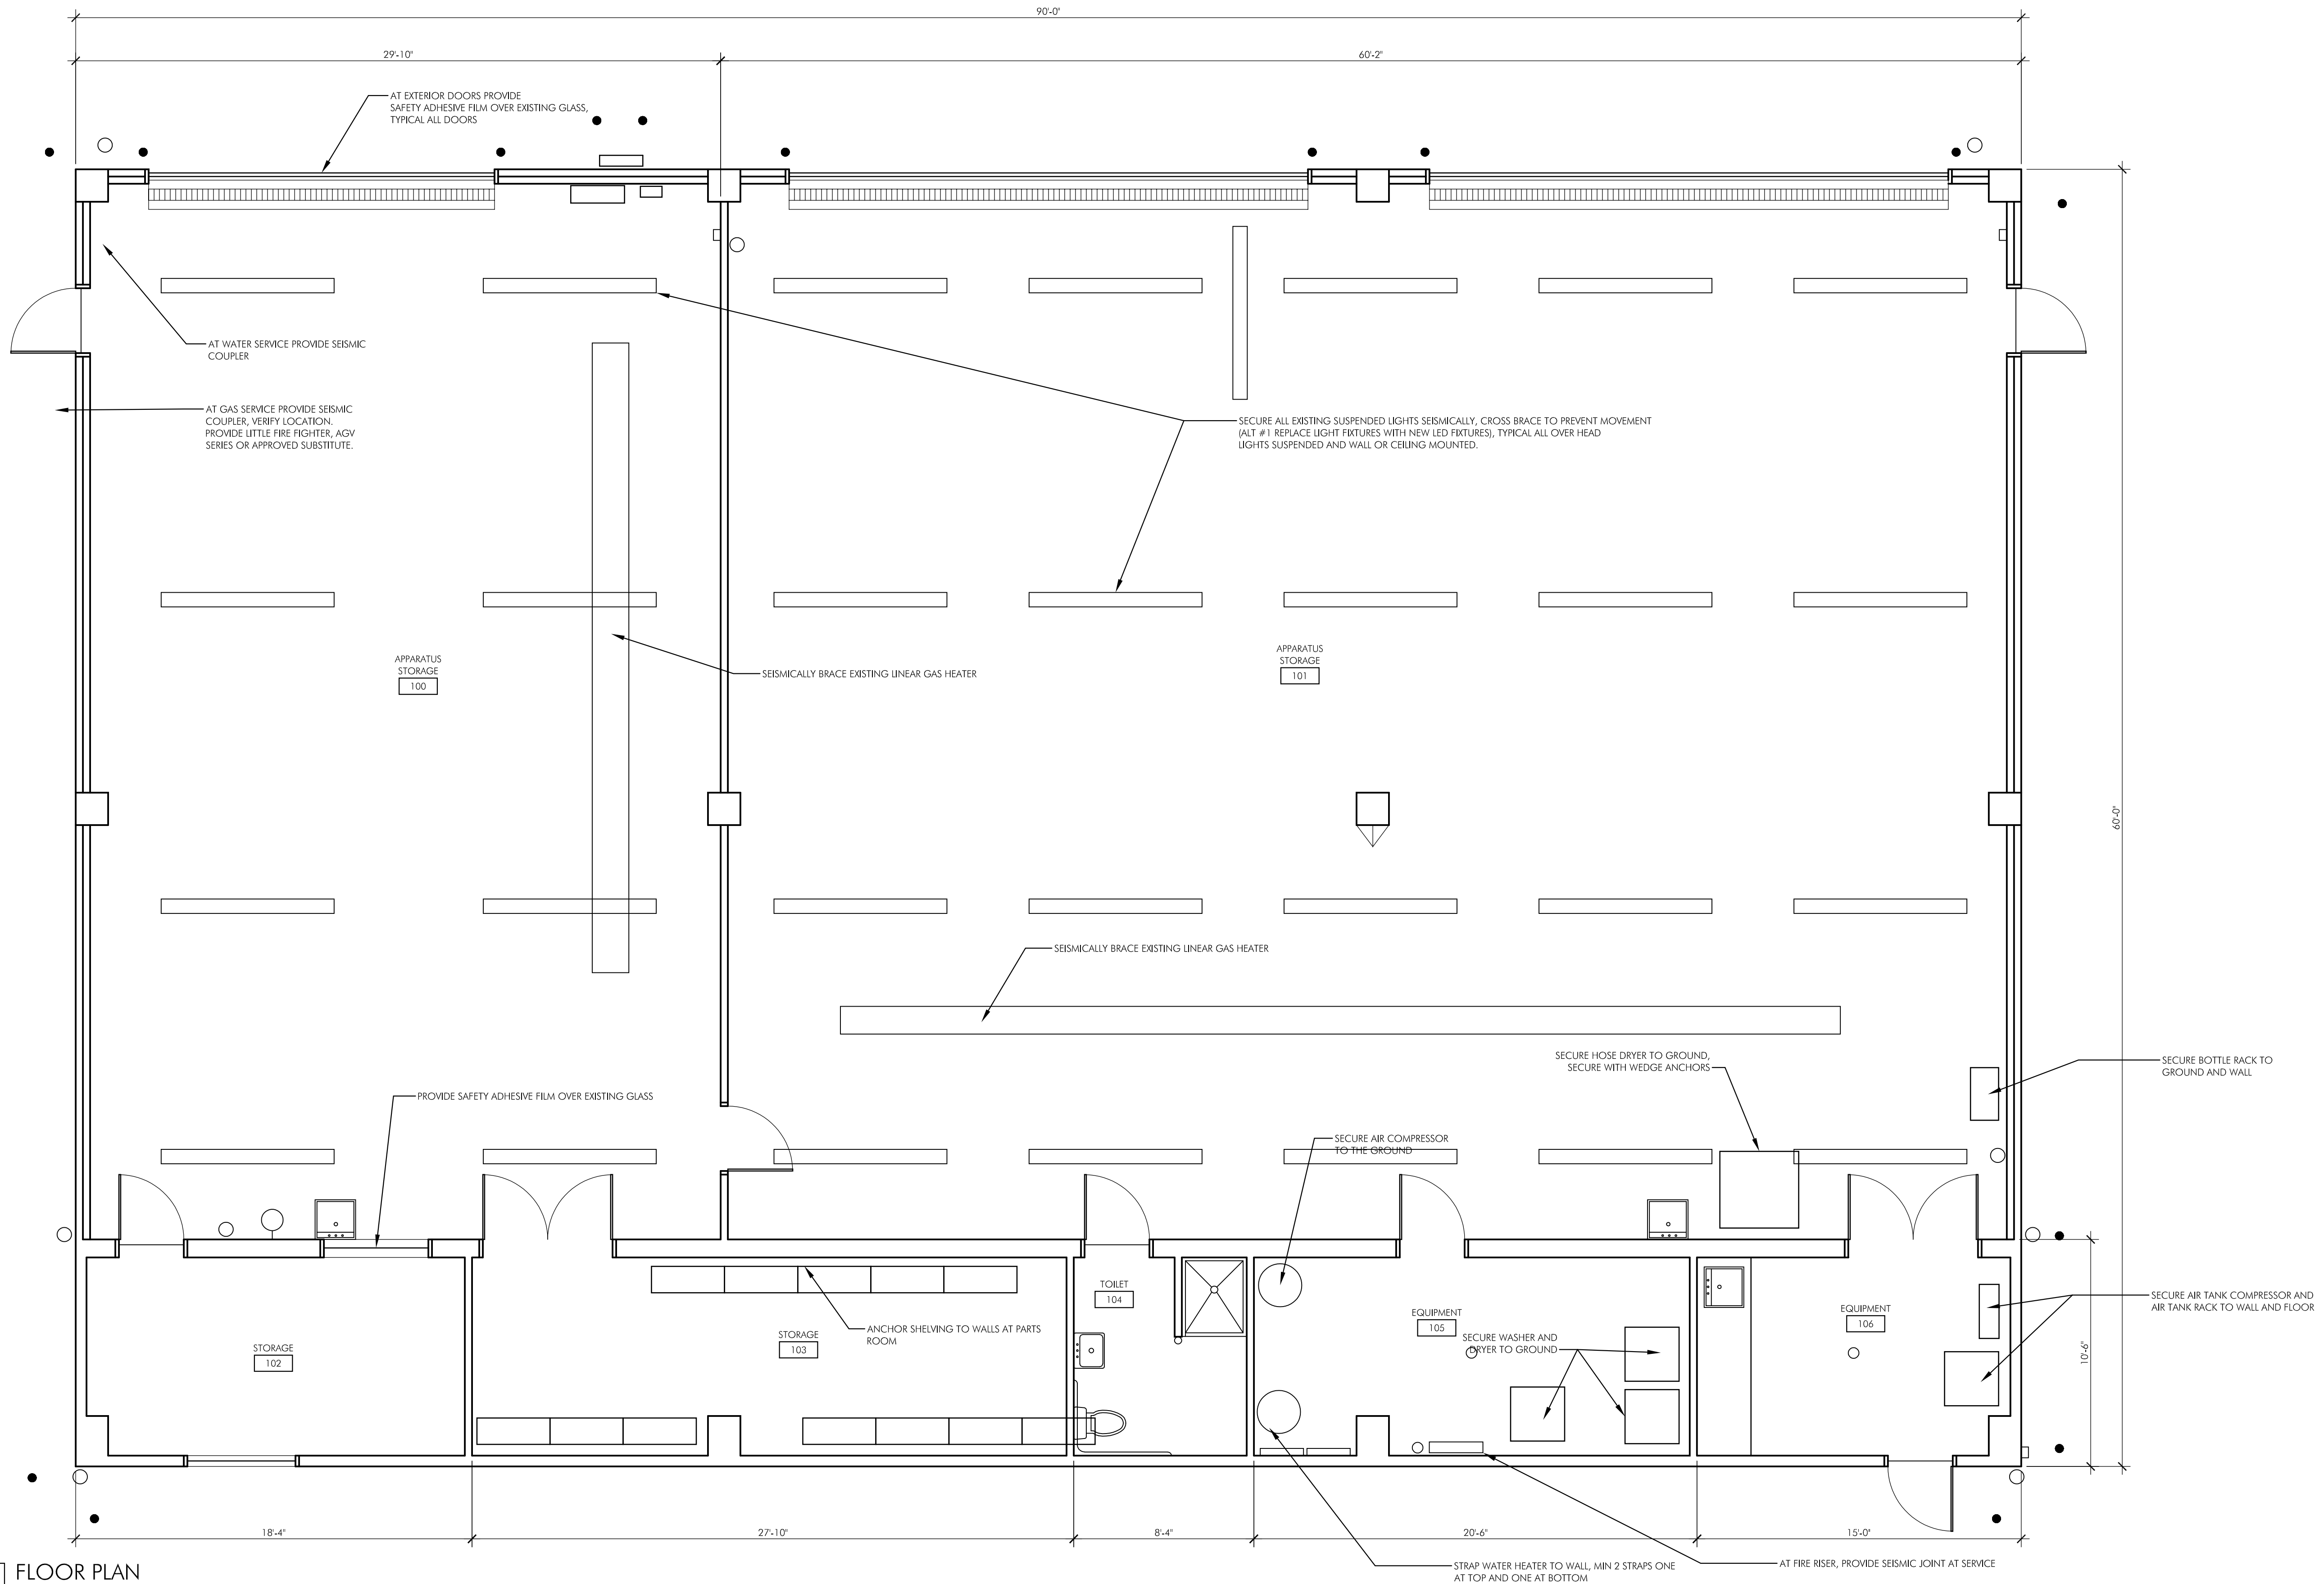 90'-0"
29'-10"
60'-2"
AT EXTERIOR DOORS PROVIDE
SAFETY ADHESIVE FILM OVER EXISTING GLASS,
TYPICAL ALL DOORS
AT WATER SERVICE PROVIDE SEISMIC
COUPLER
AT GAS SERVICE PROVIDE SEISMIC
COUPLER, VERIFY LOCATION.
PROVIDE LITTLE FIRE FIGHTER, AGV
SERIES OR APPROVED SUBSTITUTE.
SECURE ALL EXISTING SUSPENDED LIGHTS SEISMICALLY, CROSS BRACE TO PREVENT MOVEMENT
(ALT #1 REPLACE LIGHT FIXTURES WITH NEW LED FIXTURES), TYPICAL ALL OVER HEAD
LIGHTS SUSPENDED AND WALL OR CEILING MOUNTED.
APPARATUS
STORAGE
100
SEISMICALLY BRACE EXISTING LINEAR GAS HEATER
APPARATUS
STORAGE
101
60'-0"
SEISMICALLY BRACE EXISTING LINEAR GAS HEATER
SECURE HOSE DRYER TO GROUND,
SECURE WITH WEDGE ANCHORS
SECURE BOTTLE RACK TO
GROUND AND WALL
PROVIDE SAFETY ADHESIVE FILM OVER EXISTING GLASS
SECURE AIR COMPRESSOR
TO THE GROUND
STORAGE
102
ANCHOR SHELVING TO WALLS AT PARTS
ROOM
STORAGE
103
TOILET
104
EQUIPMENT
105
SECURE WASHER AND
DRYER TO GROUND
EQUIPMENT
106
SECURE AIR TANK COMPRESSOR AND
AIR TANK RACK TO WALL AND FLOOR
10'-6"
18'-4"
27'-10"
8'-4"
20'-6"
15'-0"
STRAP WATER HEATER TO WALL, MIN 2 STRAPS ONE
AT TOP AND ONE AT BOTTOM
AT FIRE RISER, PROVIDE SEISMIC JOINT AT SERVICE
FLOOR PLAN